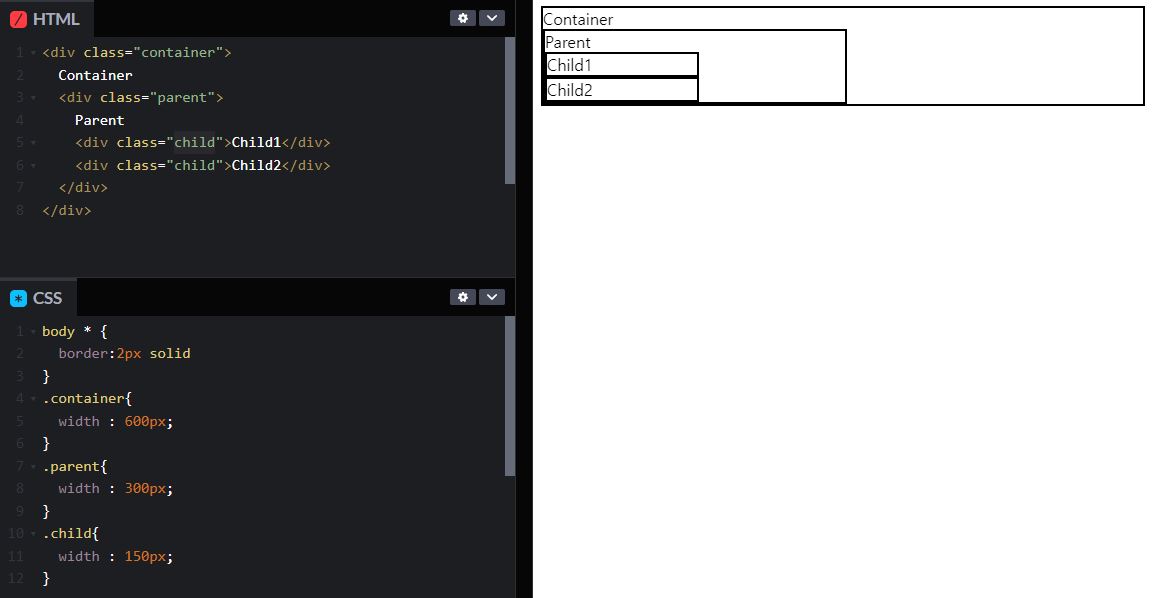 HTML
1 <div class="container">
2 Container
3 <div class="parent">
4 Parent
5 <div class="child">Child1</div>
6 <div class="child">Child2</div>
7 </div>
8 </div>
CSS
1 body * {
2 border:2px solid
3 }
4 .container{
5 width : 600px;
6 }
7 .parent{
8 width : 300px;
9 }
10 .child{
11 width : 150px;
12 }
Container
Parent
Child1
Child2